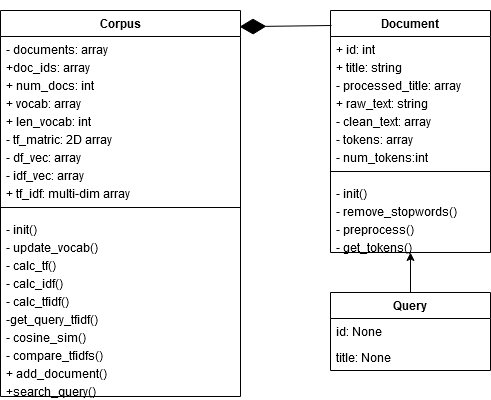 Corpus
- documents: array
+doc_ids: array
+ num_docs: int
+ vocab: array
+ len_vocab: int
- tf_matric: 2D array
- df_vec: array
- idf_vec: array
+ tf_idf: multi-dim array
- init()
- update_vocab()
- calc_tf()
- calc_idf()
- calc_tfidf()
-get_query_tfidf()
- cosine_sim()
- compare_tfidfs()
+ add_document()
+search_query()
Document
+ id: int
+ title: string
- processed_title: array
+ raw_text: string
- clean_text: array
- tokens: array
- num_tokens:int
- init()
- remove_stopwords()
- preprocess()
- get_tokens()
Query
id: None
title: None